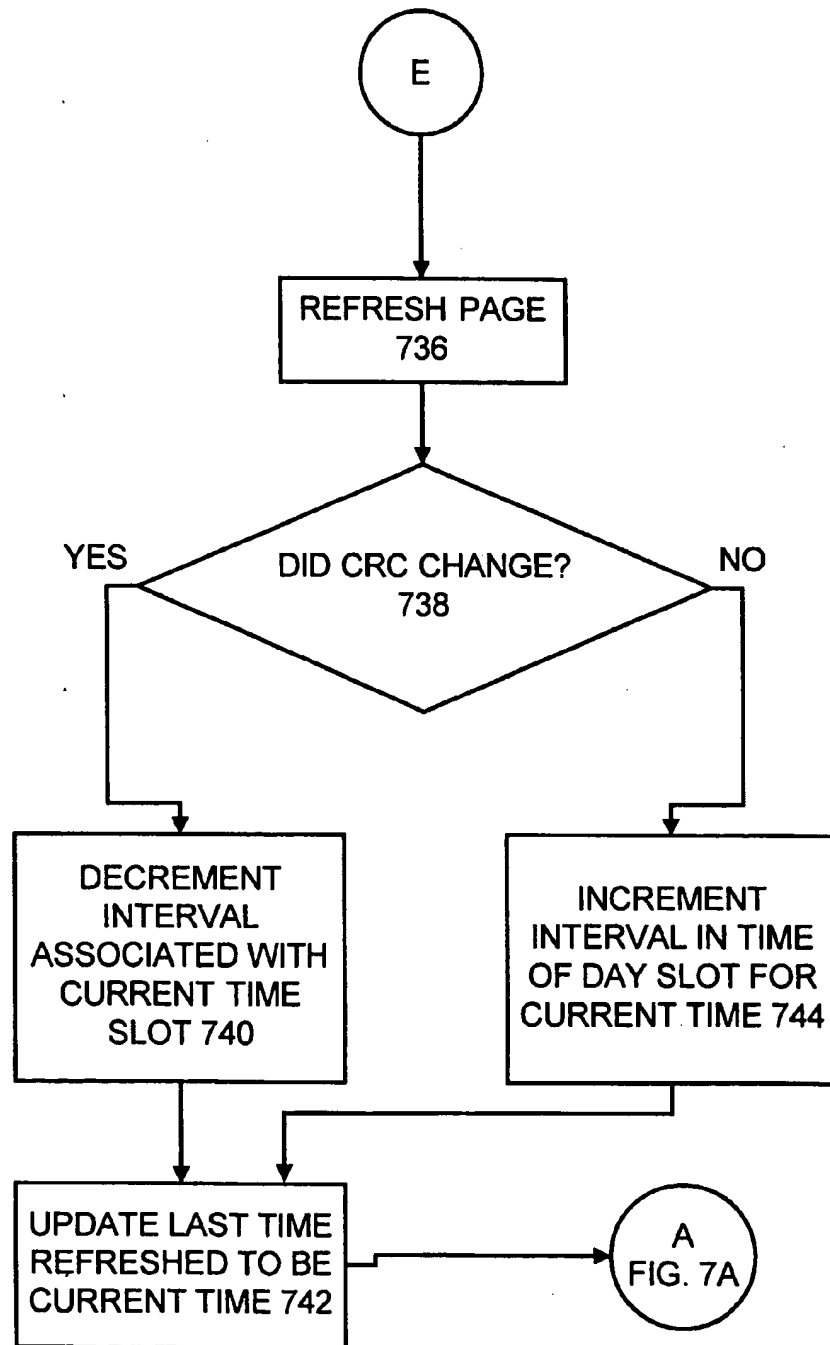 E
REFRESH PAGE
736
DID CRC CHANGE?
738
YES
NO
DECREMENT
INTERVAL
ASSOCIATED WITH
CURRENT TIME
SLOT 740
INCREMENT
INTERVAL IN TIME
OF DAY SLOT FOR
CURRENT TIME 744
UPDATE LAST TIME
REFRESHED TO BE
CURRENT TIME 742
A
FIG. 7A